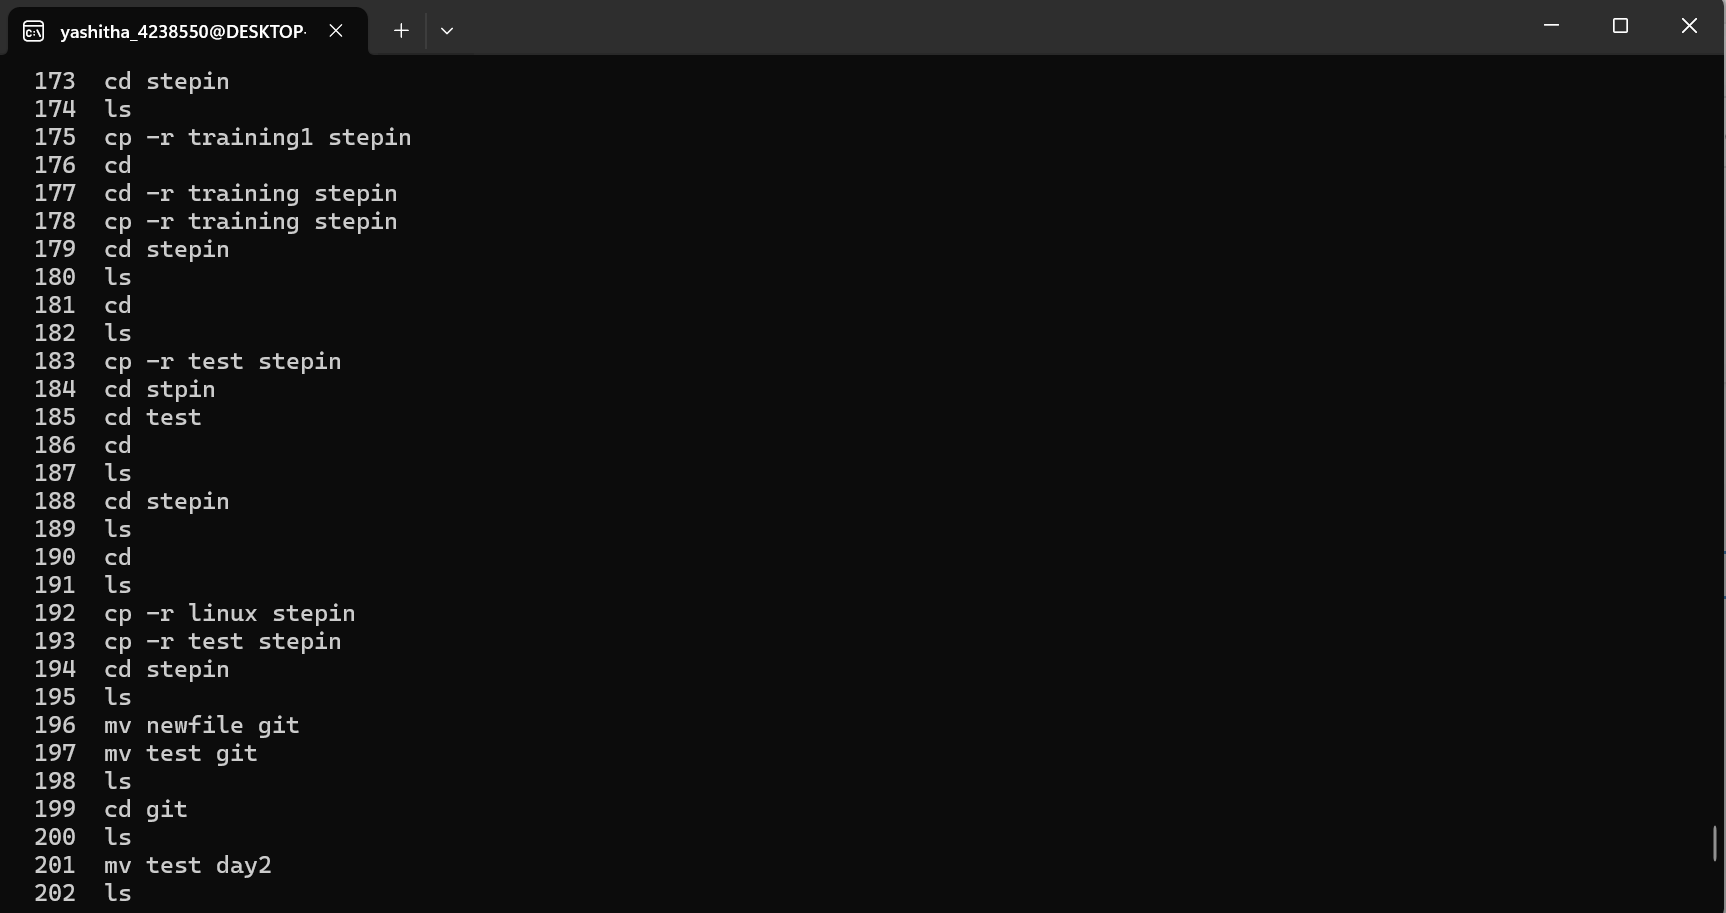 yashitha_4238550@DESKTOP-
173 cd stepin
174 ls
175 cp -r training1 stepin
176 cd
177 cd -r training stepin
178 cp -r training stepin
179 cd stepin
180 ls
181 cd
182 ls
183 cp -r test stepin
184 cd stpin
185 cd test
186 cd
187 ls
188 cd stepin
189 ls
190 cd
191 ls
192 cp -r linux stepin
193 cp -r test stepin
194 cd stepin
195 ls
196 mv newfile git
197 mv test git
198 ls
199 cd git
200 ls
201 mv test day2
202 ls